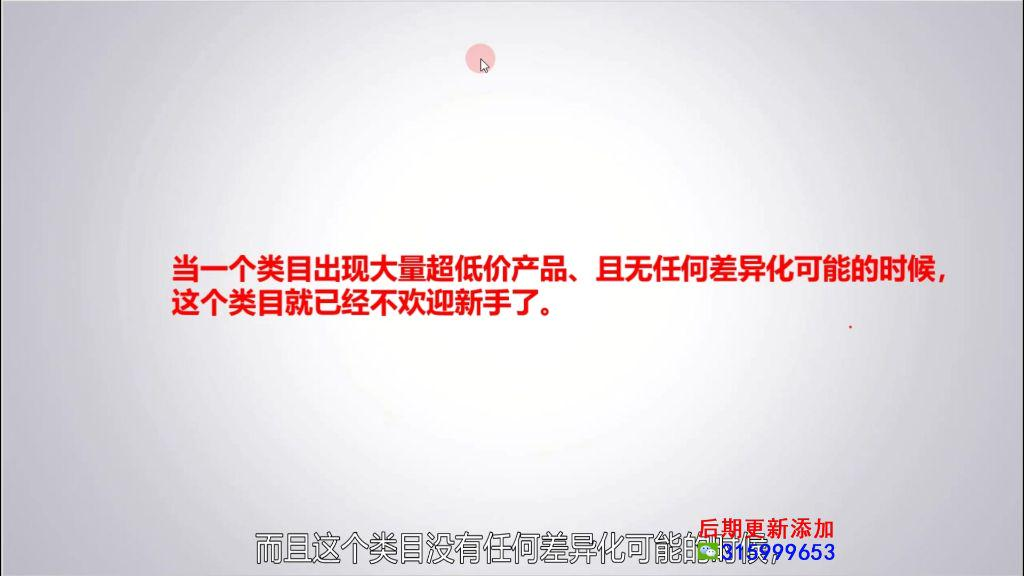 当一个类目出现大量超低价产品、且无任何差异化可能的时候，
这个类目就已经不欢迎新手了。
后期更新添加
而且这个类目没有任何差异化可能的时候，
315999653